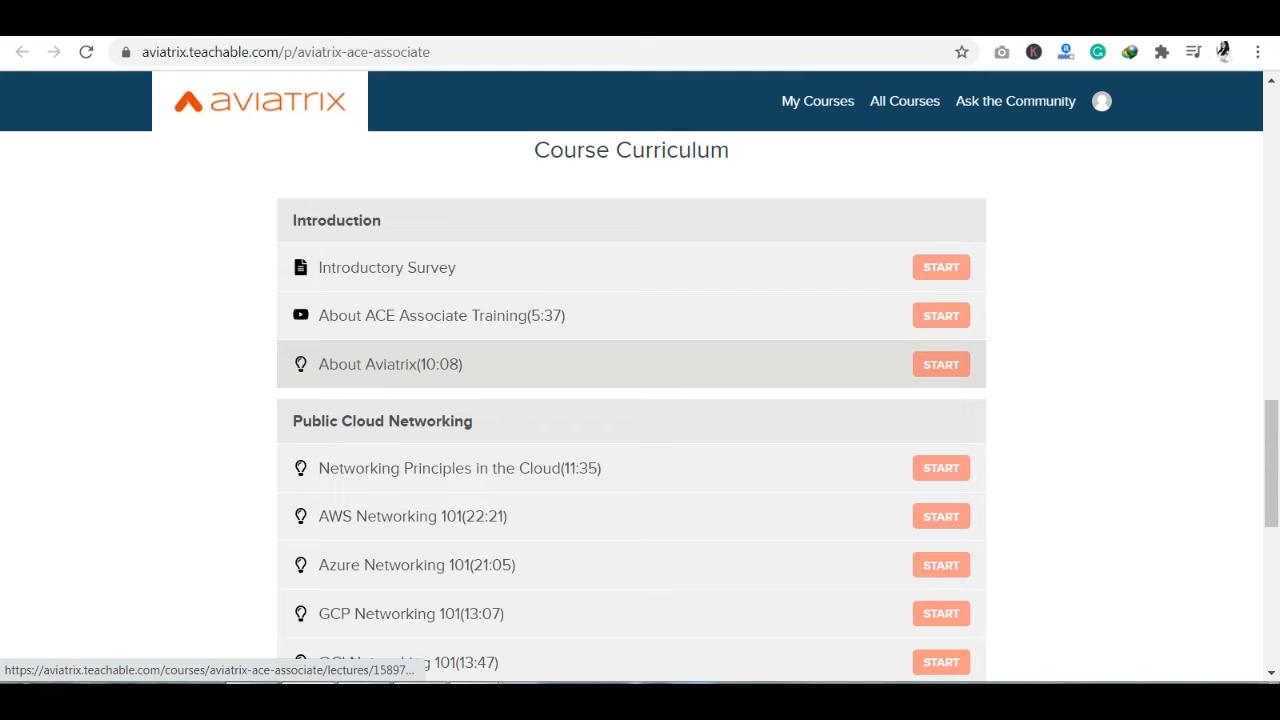 aviatrix.teachable.com/p/aviatrix-ace-associate
aviatrix
My Courses All Courses Ask the Community
Course Curriculum
Introduction
Introductory Survey START
About ACE Associate Training(5:37) START
About Aviatrix(10:08) START
Public Cloud Networking
Networking Principles in the Cloud(11:35) START
AWS Networking 101(22:21) START
Azure Networking 101(21:05) START
GCP Networking 101(13:07) START
101(13:47) START
https://aviatrix.teachable.com/courses/aviatrix-ace-associate/lectures/15897...